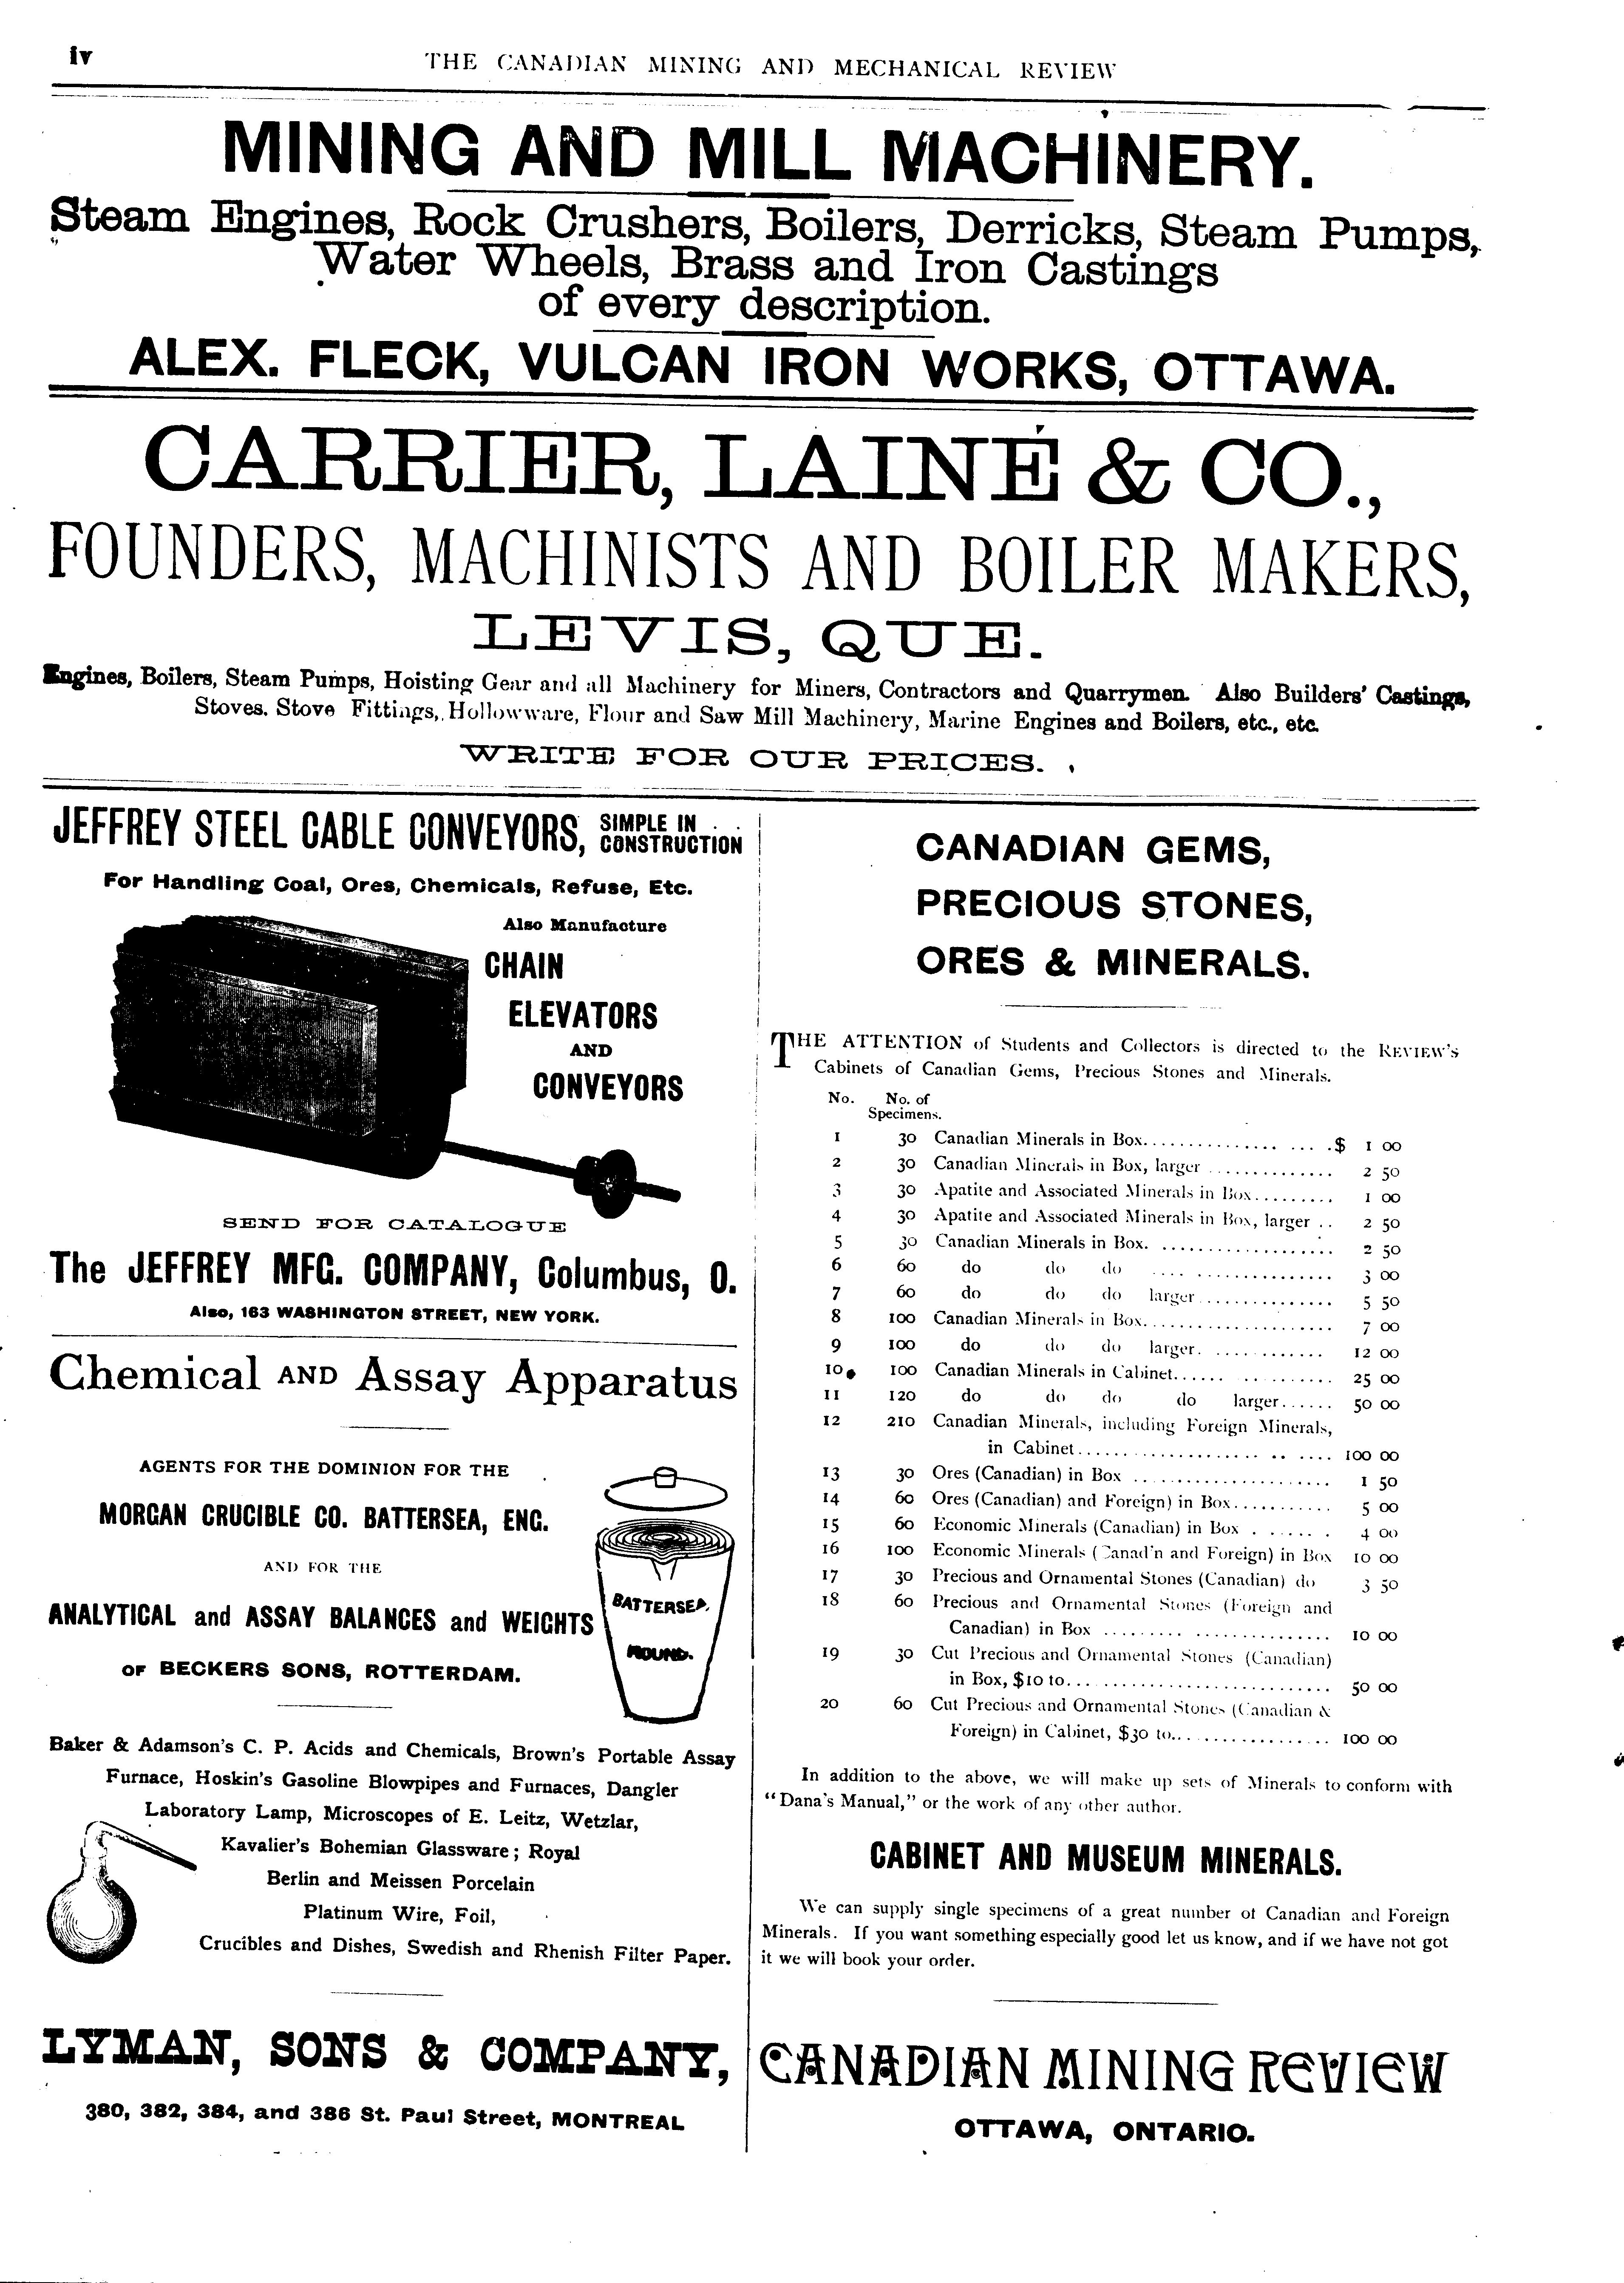 iv
THE CANADIAN MINING AND MECHANICAL REVIEW
MINING AND MILL MACHINERY.
Steam Engines, Rock Crushers, Boilers, Derricks, Steam Pumps,
Water Wheels, Brass and Iron Castings
of every description.
ALEX. FLECK, VULCAN IRON WORKS, OTTAWA.
CARRIER, LAINÉ & CO.,
FOUNDERS, MACHINISTS AND BOILER MAKERS,
LEVIS, QUE.
Engines, Boilers, Steam Pumps, Hoisting Gear and all Machinery for Miners, Contractors and Quarrymen. Also Builders' Castings,
Stoves. Stove Fittings, Hollowware, Flour and Saw Mill Machinery, Marine Engines and Boilers, etc., etc.
WRITE FOR OUR PRICES.
JEFFREY STEEL CABLE CONVEYORS, SIMPLE IN CONSTRUCTION
For Handling Coal, Ores, Chemicals, Refuse, Etc.
Also Manufacture
CHAIN
ELEVATORS
AND
CONVEYORS
SEND FOR CATALOGUE
The JEFFREY MFG. COMPANY, Columbus, O.
Also, 163 WASHINGTON STREET, NEW YORK.
Chemical AND Assay Apparatus
AGENTS FOR THE DOMINION FOR THE
MORGAN CRUCIBLE CO. BATTERSEA, ENG.
AND FOR THE
ANALYTICAL and ASSAY BALANCES and WEIGHTS
OF BECKERS SONS, ROTTERDAM.
BATTERSEA.
ROUND.
Baker & Adamson's C. P. Acids and Chemicals, Brown's Portable Assay
Furnace, Hoskin's Gasoline Blowpipes and Furnaces, Dangler
Laboratory Lamp, Microscopes of E. Leitz, Wetzlar,
Kavalier's Bohemian Glassware; Royal
Berlin and Meissen Porcelain
Platinum Wire, Foil,
Crucibles and Dishes, Swedish and Rhenish Filter Paper.
LYMAN, SONS & COMPANY,
380, 382, 384, and 386 St. Paul Street, MONTREAL
CANADIAN GEMS,
PRECIOUS STONES,
ORES & MINERALS.
THE ATTENTION of Students and Collectors is directed to the REVIEW'S
Cabinets of Canadian Gems, Precious Stones and Minerals.
No. No. of
Specimens.
1 30 Canadian Minerals in Box.................. $ 1 00
2 30 Canadian Minerals in Box, larger .............. 2 50
3 30 Apatite and Associated Minerals in Box......... 1 00
4 30 Apatite and Associated Minerals in Box, larger .. 2 50
5 30 Canadian Minerals in Box. ................... 2 50
6 60 do do do .... ............... 3 00
7 60 do do do larger............... 5 50
8 100 Canadian Minerals in Box..................... 7 00
9 100 do do do larger. ............ 12 00
10 100 Canadian Minerals in Cabinet...... .......... 25 00
11 120 do do do do larger...... 50 00
12 210 Canadian Minerals, including Foreign Minerals,
in Cabinet.................... .. .... 100 00
13 30 Ores (Canadian) in Box ...................... 1 50
14 60 Ores (Canadian) and Foreign) in Box........... 5 00
15 60 Economic Minerals (Canadian) in Box . ..... . 4 00
16 100 Economic Minerals (Canad'n and Foreign) in Box 10 00
17 30 Precious and Ornamental Stones (Canadian) do 3 50
18 60 Precious and Ornamental Stones (Foreign and
Canadian) in Box ......... ............... 10 00
19 30 Cut Precious and Ornamental Stones (Canadian)
in Box, $10 to............................. 50 00
20 60 Cut Precious and Ornamental Stones (Canadian &
Foreign) in Cabinet, $30 to.................. 100 00
In addition to the above, we will make up sets of Minerals to conform with
"Dana's Manual," or the work of any other author.
CABINET AND MUSEUM MINERALS.
We can supply single specimens of a great number of Canadian and Foreign
Minerals. If you want something especially good let us know, and if we have not got
it we will book your order.
CANADIAN MINING REVIEW
OTTAWA, ONTARIO.